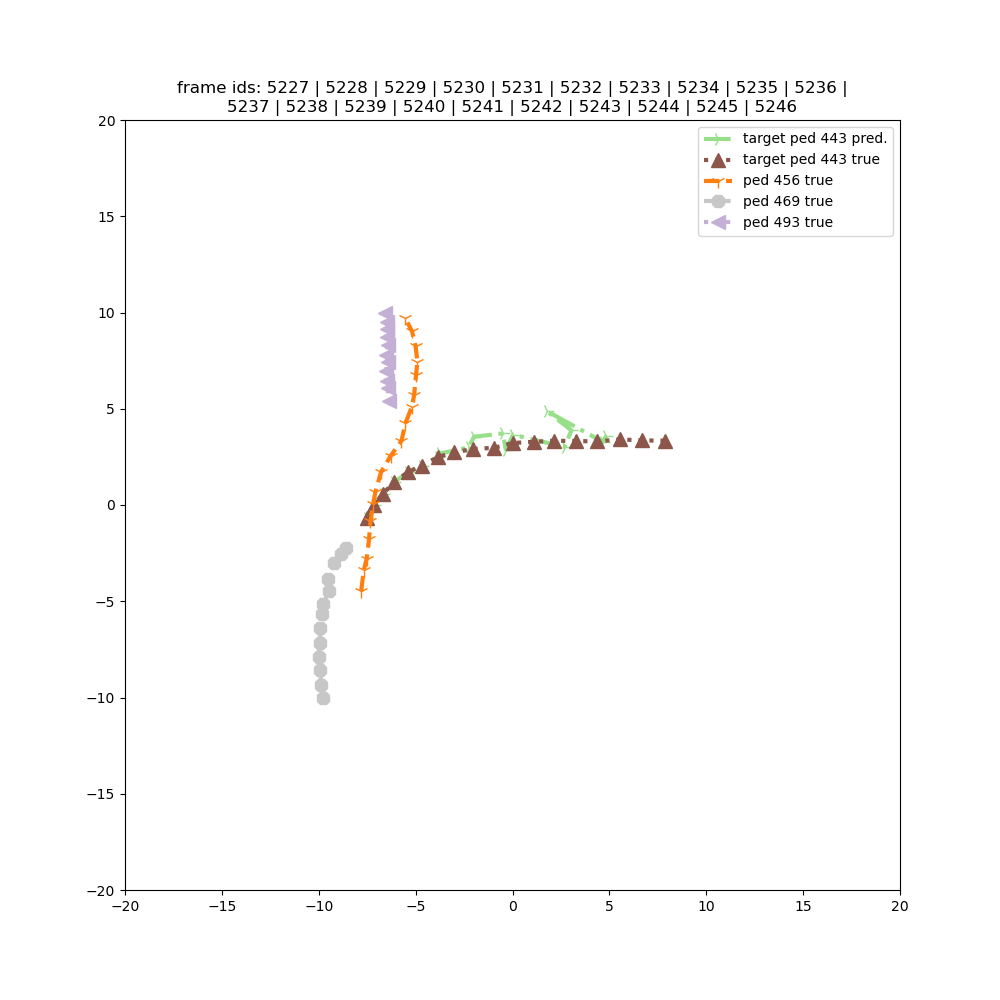 frame ids: 5227 | 5228 | 5229 | 5230 | 5231 | 5232 | 5233 | 5234 | 5235 | 5236 |
5237 | 5238 | 5239 | 5240 | 5241 | 5242 | 5243 | 5244 | 5245 | 5246
target ped 443 pred.
target ped 443 true
ped 456 true
ped 469 true
ped 493 true
20
15
10
5
0
−5
−10
−15
−20
−20 −15 −10 −5 0 5 10 15 20